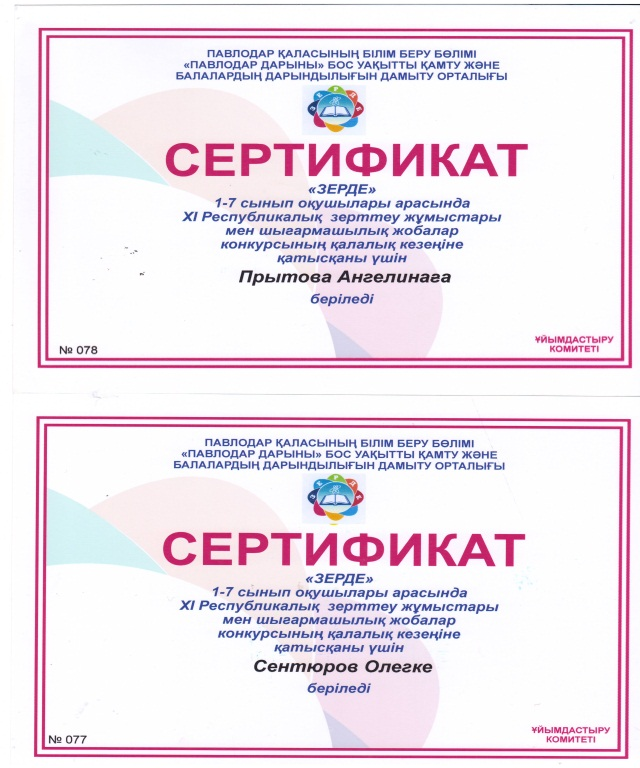 ПАВЛОДАР ҚАЛАСЫНЫҢ БІЛІМ БЕРУ БӨЛІМІ
«ПАВЛОДАР ДАРЫНЫ» БОС УАҚЫТТЫ ҚАМТУ ЖӘНЕ
БАЛАЛАРДЫҢ ДАРЫНДЫЛЫҒЫН ДАМЫТУ ОРТАЛЫҒЫ
ЗЕРДЕ
СЕРТИФИКАТ
«ЗЕРДЕ»
1-7 сынып оқушылары арасында
XI Республикалық зерттеу жұмыстары
мен шығармашылық жобалар
конкурсының қалалық кезеңіне
қатысқаны үшін
Прытова Ангелинаға
беріледі
№ 078
ҰЙЫМДАСТЫРУ
КОМИТЕТІ
ПАВЛОДАР ҚАЛАСЫНЫҢ БІЛІМ БЕРУ БӨЛІМІ
«ПАВЛОДАР ДАРЫНЫ» БОС УАҚЫТТЫ ҚАМТУ ЖӘНЕ
БАЛАЛАРДЫҢ ДАРЫНДЫЛЫҒЫН ДАМЫТУ ОРТАЛЫҒЫ
ЗЕРДЕ
СЕРТИФИКАТ
«ЗЕРДЕ»
1-7 сынып оқушылары арасында
XI Республикалық зерттеу жұмыстары
мен шығармашылық жобалар
конкурсының қалалық кезеңіне
қатысқаны үшін
Сентюров Олегке
беріледі
№ 077
ҰЙЫМДАСТЫРУ
КОМИТЕТІ